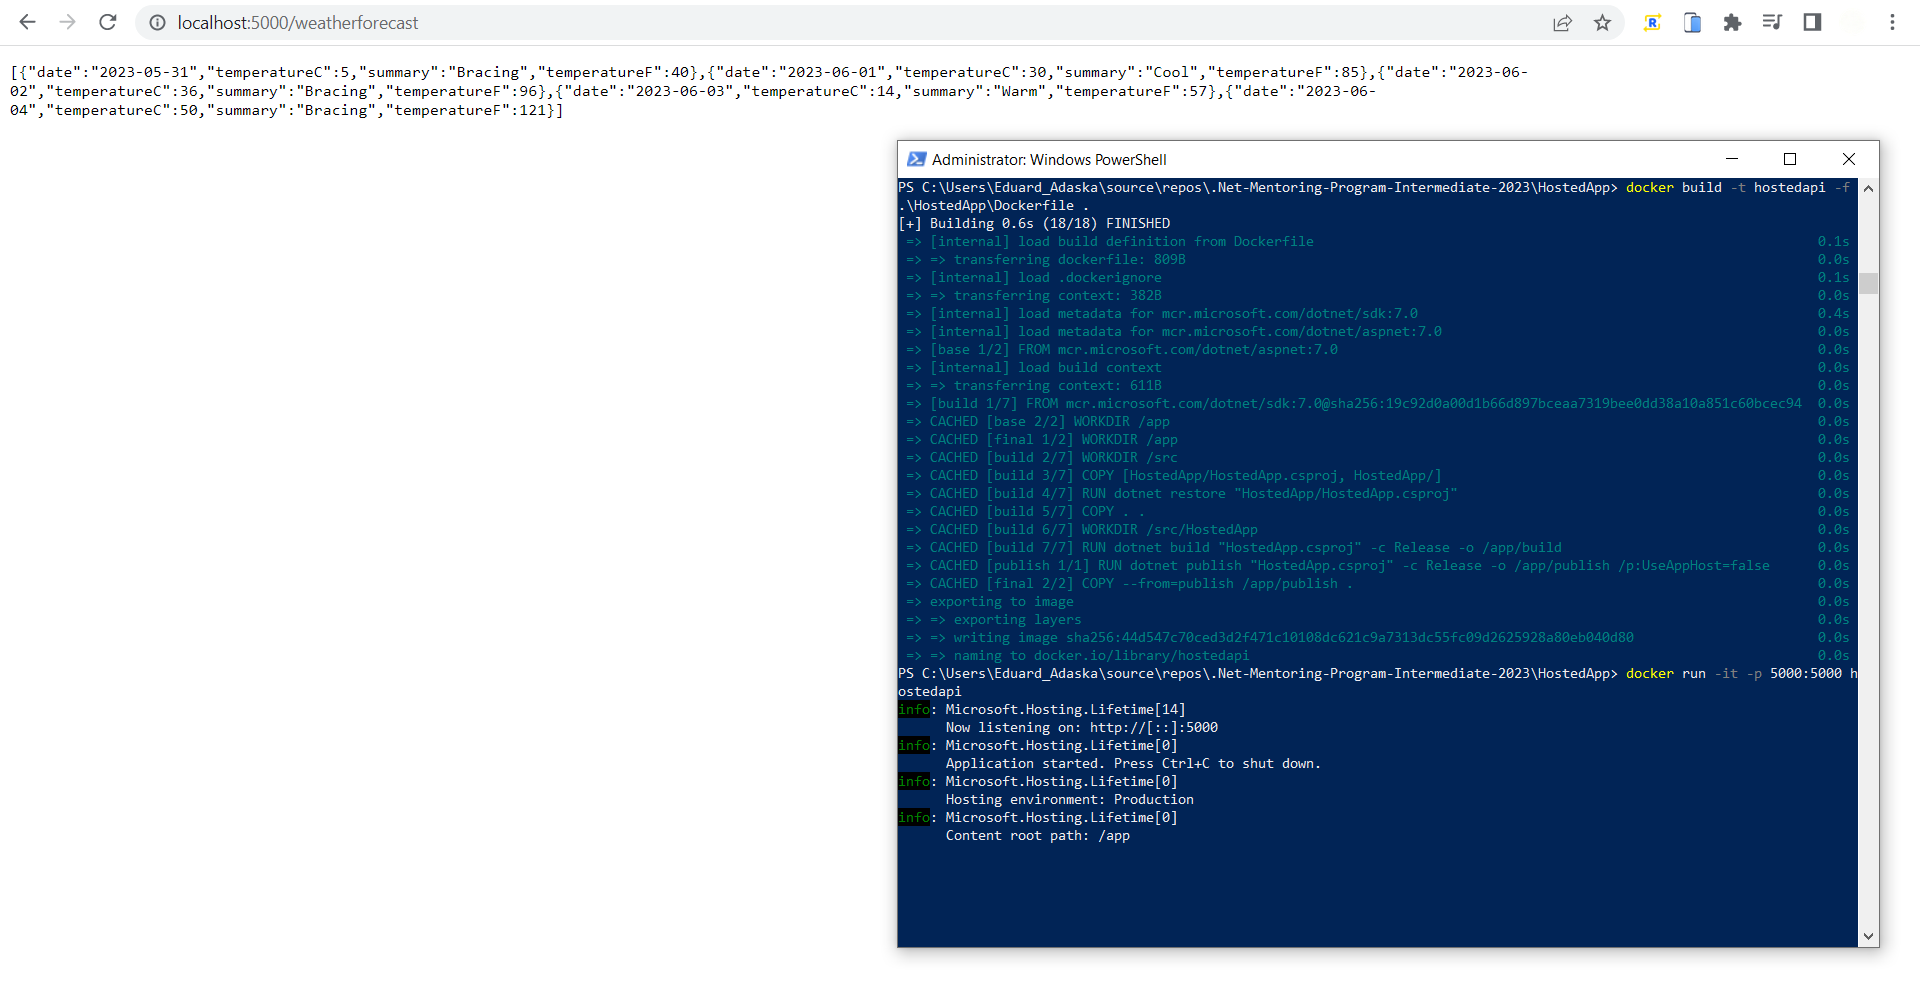 localhost:5000/weatherforecast
[{"date":"2023-05-31","temperatureC":5,"summary":"Bracing","temperatureF":40},{"date":"2023-06-01","temperatureC":30,"summary":"Cool","temperatureF":85},{"date":"2023-06-
02","temperatureC":36,"summary":"Bracing","temperatureF":96},{"date":"2023-06-03","temperatureC":14,"summary":"Warm","temperatureF":57},{"date":"2023-06-
04","temperatureC":50,"summary":"Bracing","temperatureF":121}]
Administrator: Windows PowerShell
PS C:\Users\Eduard_Adaska\source\repos\.Net-Mentoring-Program-Intermediate-2023\HostedApp> docker build -t hostedapi -f
.\HostedApp\Dockerfile .
[+] Building 0.6s (18/18) FINISHED
=> [internal] load build definition from Dockerfile 0.1s
=> => transferring dockerfile: 809B 0.0s
=> [internal] load .dockerignore 0.1s
=> => transferring context: 382B 0.0s
=> [internal] load metadata for mcr.microsoft.com/dotnet/sdk:7.0 0.4s
=> [internal] load metadata for mcr.microsoft.com/dotnet/aspnet:7.0 0.0s
=> [base 1/2] FROM mcr.microsoft.com/dotnet/aspnet:7.0 0.0s
=> [internal] load build context 0.0s
=> => transferring context: 611B 0.0s
=> [build 1/7] FROM mcr.microsoft.com/dotnet/sdk:7.0@sha256:19c92d0a00d1b66d897bceaa7319bee0dd38a10a851c60bcec94 0.0s
=> CACHED [base 2/2] WORKDIR /app 0.0s
=> CACHED [final 1/2] WORKDIR /app 0.0s
=> CACHED [build 2/7] WORKDIR /src 0.0s
=> CACHED [build 3/7] COPY [HostedApp/HostedApp.csproj, HostedApp/] 0.0s
=> CACHED [build 4/7] RUN dotnet restore "HostedApp/HostedApp.csproj" 0.0s
=> CACHED [build 5/7] COPY . . 0.0s
=> CACHED [build 6/7] WORKDIR /src/HostedApp 0.0s
=> CACHED [build 7/7] RUN dotnet build "HostedApp.csproj" -c Release -o /app/build 0.0s
=> CACHED [publish 1/1] RUN dotnet publish "HostedApp.csproj" -c Release -o /app/publish /p:UseAppHost=false 0.0s
=> CACHED [final 2/2] COPY --from=publish /app/publish . 0.0s
=> exporting to image 0.0s
=> => exporting layers 0.0s
=> => writing image sha256:44d547c70ced3d2f471c10108dc621c9a7313dc55fc09d2625928a80eb040d80 0.0s
=> => naming to docker.io/library/hostedapi 0.0s
PS C:\Users\Eduard_Adaska\source\repos\.Net-Mentoring-Program-Intermediate-2023\HostedApp> docker run -it -p 5000:5000 h
ostedapi
info: Microsoft.Hosting.Lifetime[14]
Now listening on: http://[::]:5000
info: Microsoft.Hosting.Lifetime[0]
Application started. Press Ctrl+C to shut down.
info: Microsoft.Hosting.Lifetime[0]
Hosting environment: Production
info: Microsoft.Hosting.Lifetime[0]
Content root path: /app